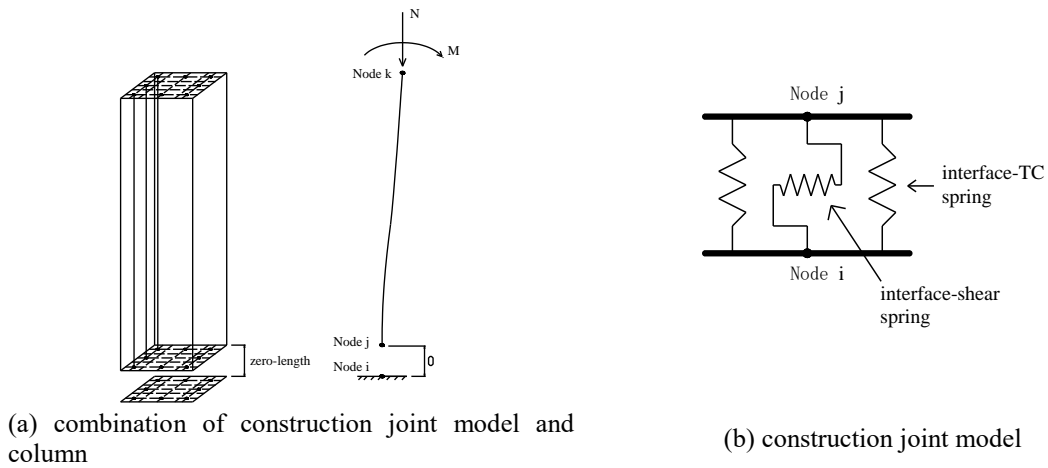 N
M
Node k
Node j
zero-length
0
Node i
(a) combination of construction joint model and
column
Node j
interface-TC
spring
Node i
interface-shear
spring
(b) construction joint model